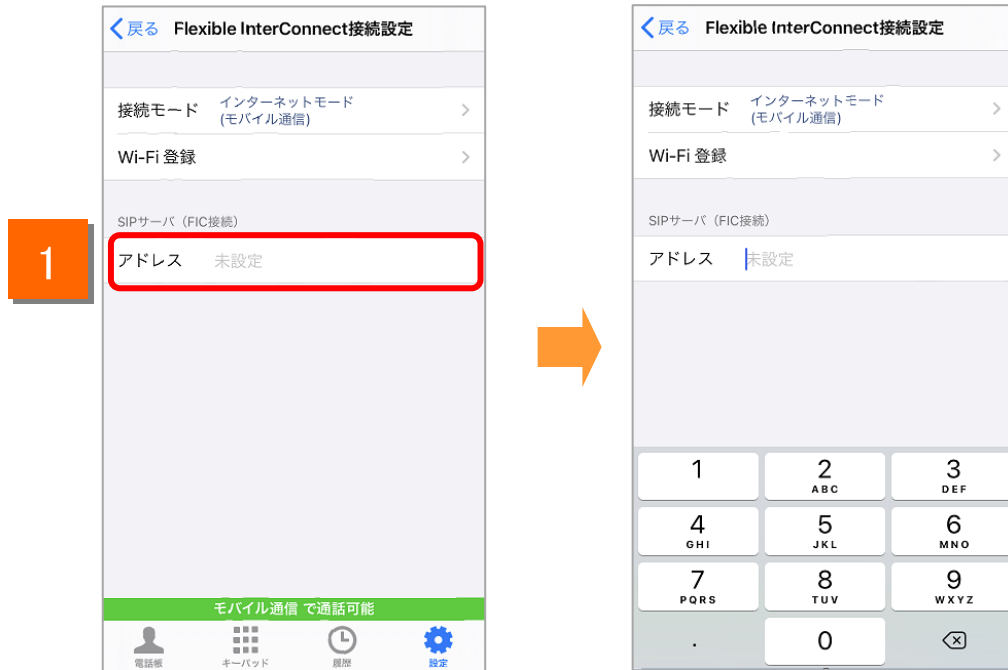 戻る Flexible InterConnect接続設定
接続モード インターネットモード
(モバイル通信)
Wi-Fi 登録
SIPサーバ（FIC接続）
1
アドレス 未設定
モバイル通信 で通話可能
電話帳 キーパッド 履歴 設定
戻る Flexible InterConnect接続設定
接続モード インターネットモード
(モバイル通信)
Wi-Fi 登録
SIPサーバ（FIC接続）
アドレス 未設定
1 2 3
ABC DEF
4 5 6
GHI JKL MNO
7 8 9
PQRS TUV WXYZ
. 0